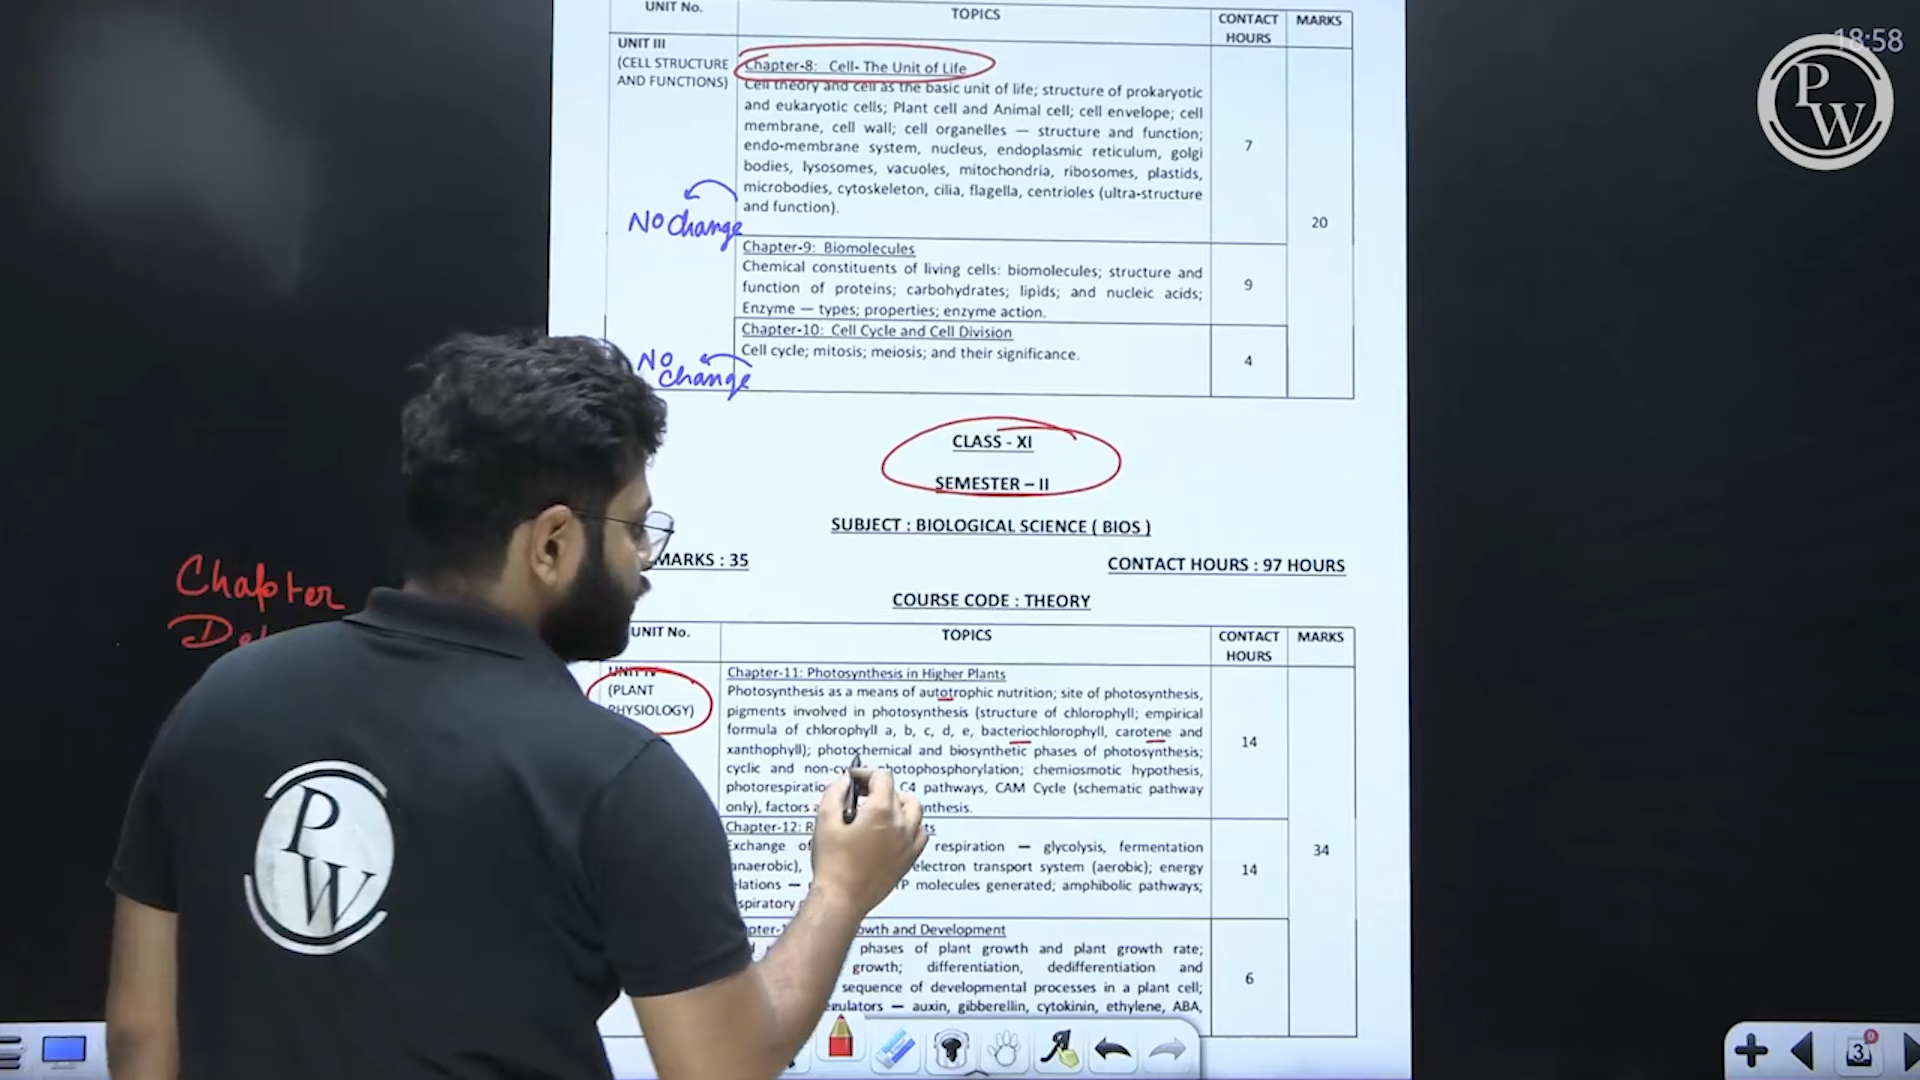 UNIT No.
TOPICS
CONTACT
HOURS
MARKS
18:58
PW
UNIT III
(CELL STRUCTURE
AND FUNCTIONS)
Chapter-8: Cell- The Unit of Life
Cell theory and cell as the basic unit of life; structure of prokaryotic
and eukaryotic cells; Plant cell and Animal cell; cell envelope; cell
membrane, cell wall; cell organelles — structure and function;
endo-membrane system, nucleus, endoplasmic reticulum, golgi
bodies, lysosomes, vacuoles, mitochondria, ribosomes, plastids,
microbodies, cytoskeleton, cilia, flagella, centrioles (ultra-structure
and function).
7
20
No change
Chapter-9: Biomolecules
Chemical constituents of living cells: biomolecules; structure and
function of proteins; carbohydrates; lipids; and nucleic acids;
Enzyme — types; properties; enzyme action.
9
Chapter-10: Cell Cycle and Cell Division
Cell cycle; mitosis; meiosis; and their significance.
4
No
change
CLASS - XI
SEMESTER – II
SUBJECT : BIOLOGICAL SCIENCE ( BIOS )
MARKS : 35
CONTACT HOURS : 97 HOURS
COURSE CODE : THEORY
Chapter
UNIT No.
TOPICS
CONTACT
HOURS
MARKS
UNIT IV
(PLANT
PHYSIOLOGY)
Chapter-11: Photosynthesis in Higher Plants
Photosynthesis as a means of autotrophic nutrition; site of photosynthesis,
pigments involved in photosynthesis (structure of chlorophyll; empirical
formula of chlorophyll a, b, c, d, e, bacteriochlorophyll, carotene and
xanthophyll); photochemical and biosynthetic phases of photosynthesis;
cyclic and photophosphorylation; chemiosmotic hypothesis,
C4 pathways, CAM Cycle (schematic pathway
only), factors
14
34
Chapter-12:
Exchange of respiration — glycolysis, fermentation
electron transport system (aerobic); energy
molecules generated; amphibolic pathways;
14
and Development
phases of plant growth and plant growth rate;
growth; differentiation, dedifferentiation and
sequence of developmental processes in a plant cell;
— auxin, gibberellin, cytokinin, ethylene, ABA,
6
PW
3
0